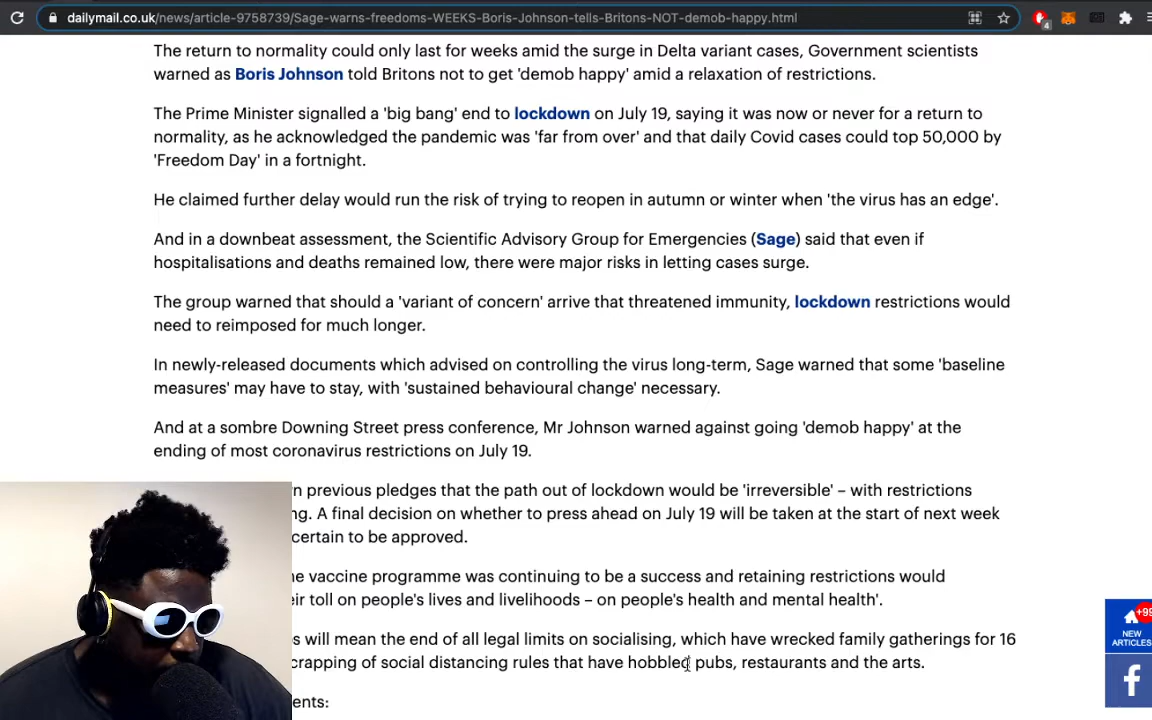 dailymail.co.uk/news/article-9758739/Sage-warns-freedoms-WEEKS-Boris-Johnson-tells-Britons-NOT-demob-happy.html
4
The return to normality could only last for weeks amid the surge in Delta variant cases, Government scientists
warned as Boris Johnson told Britons not to get 'demob happy' amid a relaxation of restrictions.
The Prime Minister signalled a 'big bang' end to lockdown on July 19, saying it was now or never for a return to
normality, as he acknowledged the pandemic was 'far from over' and that daily Covid cases could top 50,000 by
'Freedom Day' in a fortnight.
He claimed further delay would run the risk of trying to reopen in autumn or winter when 'the virus has an edge'.
And in a downbeat assessment, the Scientific Advisory Group for Emergencies (Sage) said that even if
hospitalisations and deaths remained low, there were major risks in letting cases surge.
The group warned that should a 'variant of concern' arrive that threatened immunity, lockdown restrictions would
need to reimposed for much longer.
In newly-released documents which advised on controlling the virus long-term, Sage warned that some 'baseline
measures' may have to stay, with 'sustained behavioural change' necessary.
And at a sombre Downing Street press conference, Mr Johnson warned against going 'demob happy' at the
ending of most coronavirus restrictions on July 19.
previous pledges that the path out of lockdown would be 'irreversible' – with restrictions
A final decision on whether to press ahead on July 19 will be taken at the start of next week
certain to be approved.
vaccine programme was continuing to be a success and retaining restrictions would
toll on people's lives and livelihoods – on people's health and mental health'.
will mean the end of all legal limits on socialising, which have wrecked family gatherings for 16
of social distancing rules that have hobbled pubs, restaurants and the arts.
+99
NEW
ARTICLES
f